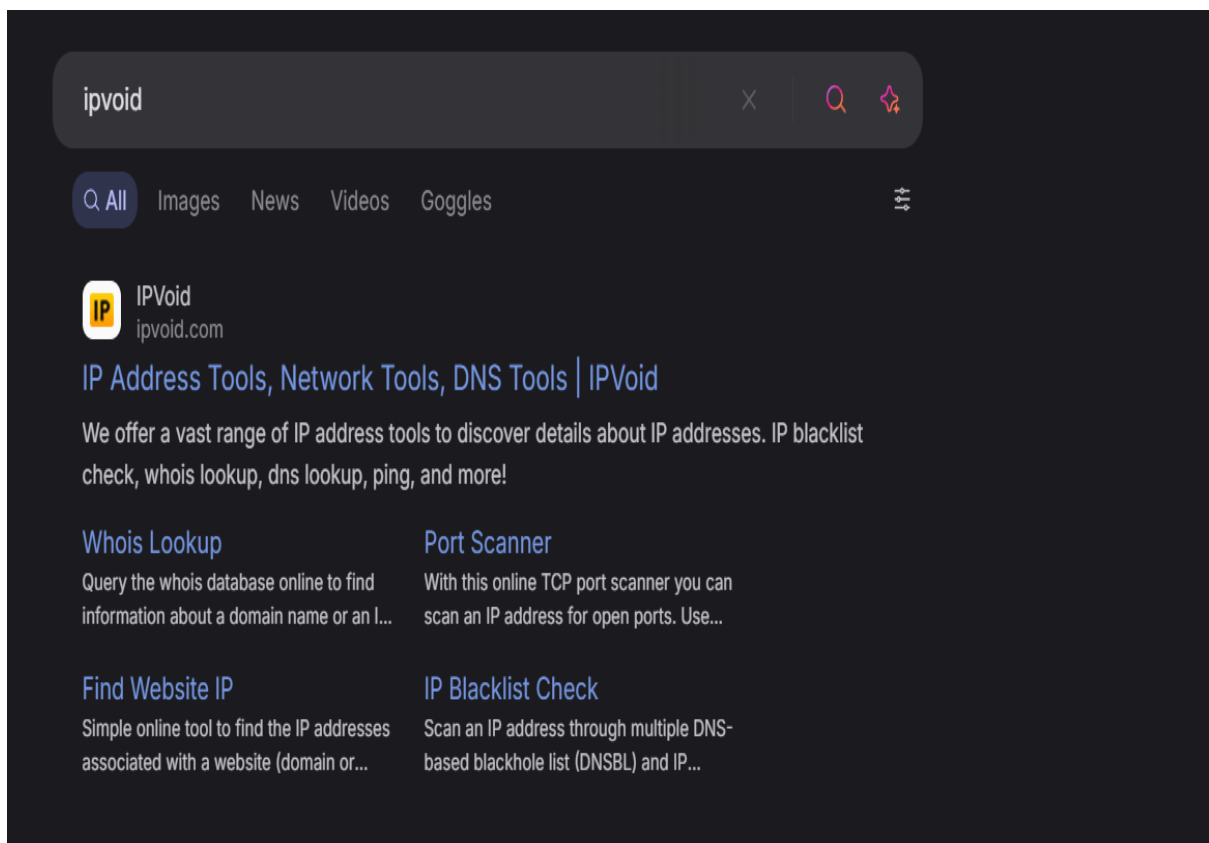 ipvoid
All Images News Videos Goggles
IP
IPVoid
ipvoid.com
IP Address Tools, Network Tools, DNS Tools | IPVoid
We offer a vast range of IP address tools to discover details about IP addresses. IP blacklist
check, whois lookup, dns lookup, ping, and more!
Whois Lookup
Query the whois database online to find
information about a domain name or an I...
Port Scanner
With this online TCP port scanner you can
scan an IP address for open ports. Use...
Find Website IP
Simple online tool to find the IP addresses
associated with a website (domain or...
IP Blacklist Check
Scan an IP address through multiple DNS-
based blackhole list (DNSBL) and IP...